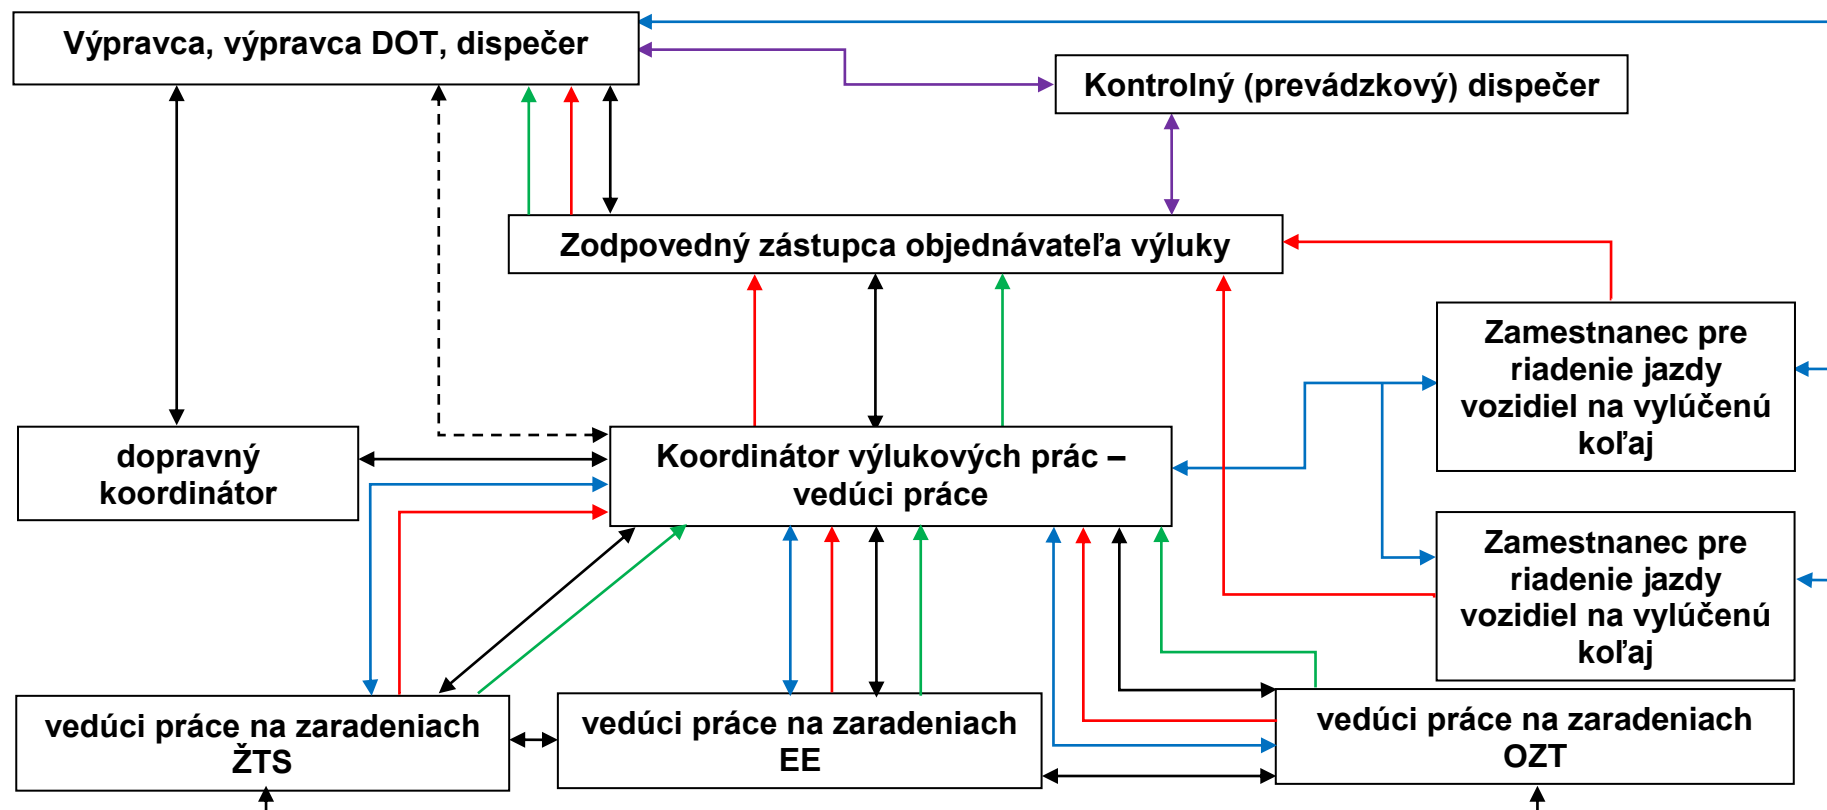 Výpravca, výpravca DOT, dispečer
Kontrolný (prevádzkový) dispečer
Zodpovedný zástupca objednávateľa výluky
Zamestnanec pre
riadenie jazdy
vozidiel na vylúčenú
koľaj
dopravný
koordinátor
Koordinátor výlukových prác –
vedúci práce
Zamestnanec pre
riadenie jazdy
vozidiel na vylúčenú
koľaj
vedúci práce na zaradeniach
ŽTS
vedúci práce na zaradeniach
EE
vedúci práce na zaradeniach
OZT